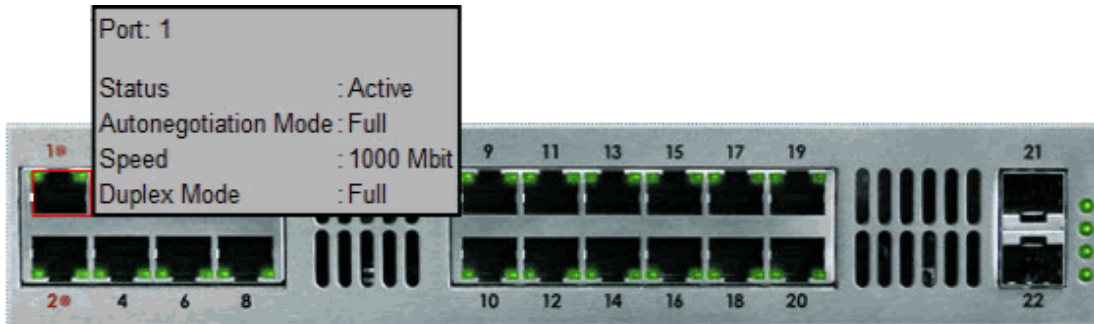 Port: 1
Status : Active
Autonegotiation Mode : Full
Speed : 1000 Mbit
Duplex Mode : Full
1 9 11 13 15 17 19 21
2 4 6 8 10 12 14 16 18 20 22